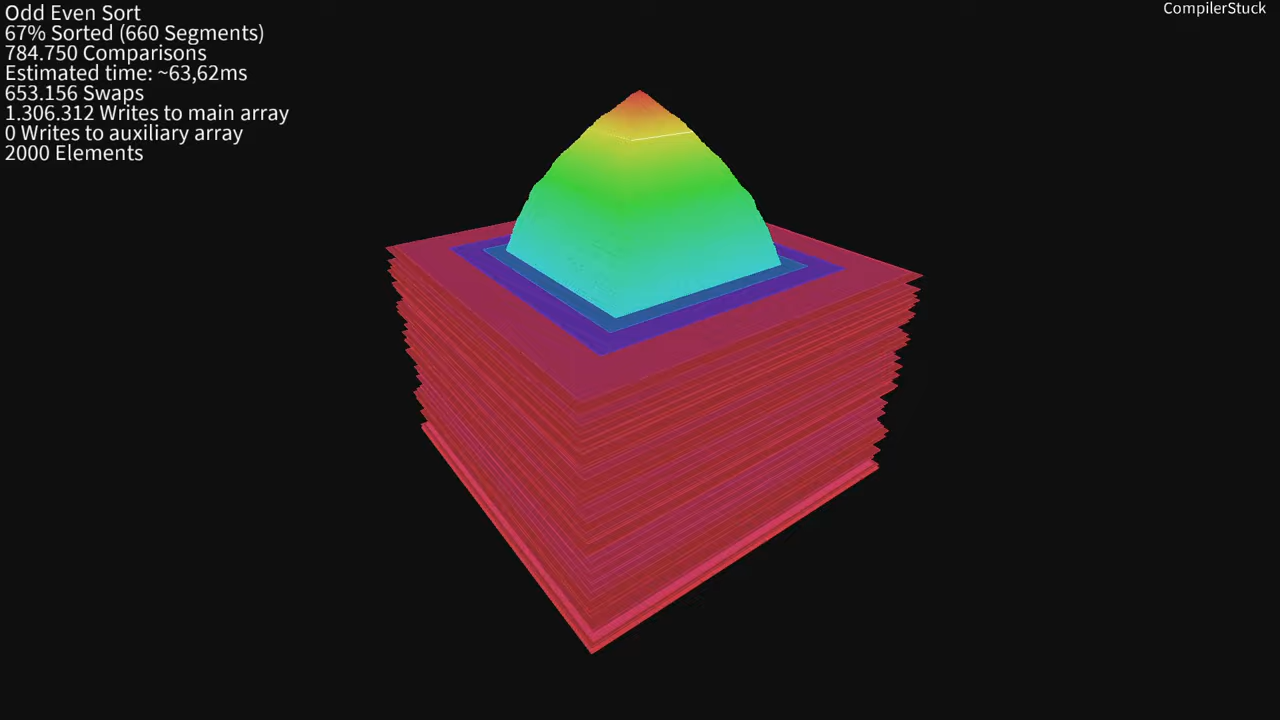 Odd Even Sort
67% Sorted (660 Segments)
784.750 Comparisons
Estimated time: ~63,62ms
653.156 Swaps
1.306.312 Writes to main array
0 Writes to auxiliary array
2000 Elements
CompilerStuck